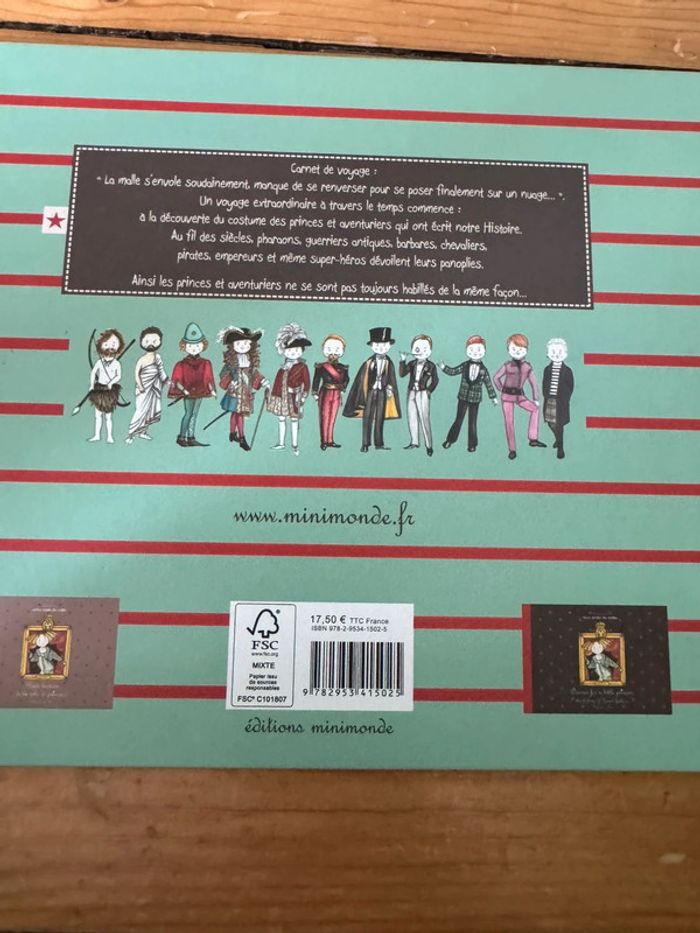 Carnet de voyage :
" La malle s'envole soudainement, manque de se renverser pour se poser finalement sur un nuage... ".
Un voyage extraordinaire à travers le temps commence :
à la découverte du costume des princes et aventuriers qui ont écrit notre Histoire.
Au fil des siècles, pharaons, guerriers antiques, barbares, chevaliers,
pirates, empereurs et même super-héros dévoilent leurs panoplies.
Ainsi les princes et aventuriers ne se sont pas toujours habillés de la même façon...
www.minimonde.fr
FSC
www.fsc.org
MIXTE
Papier issu
de sources
responsables
FSC® C101807
17,50 € TTC France
ISBN 978-2-9534-1502-5
9 782953 415025
éditions minimonde